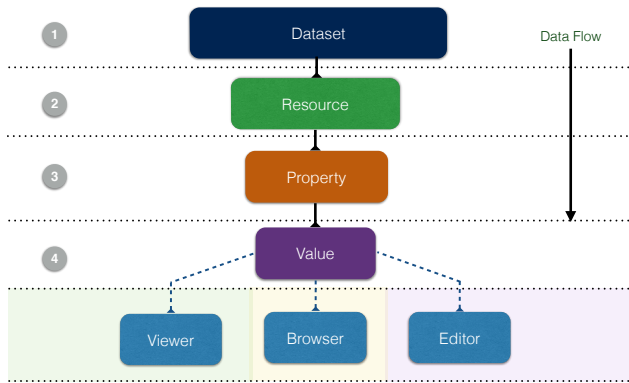 1
Dataset
Data Flow
2
Resource
3
Property
4
Value
Viewer
Browser
Editor